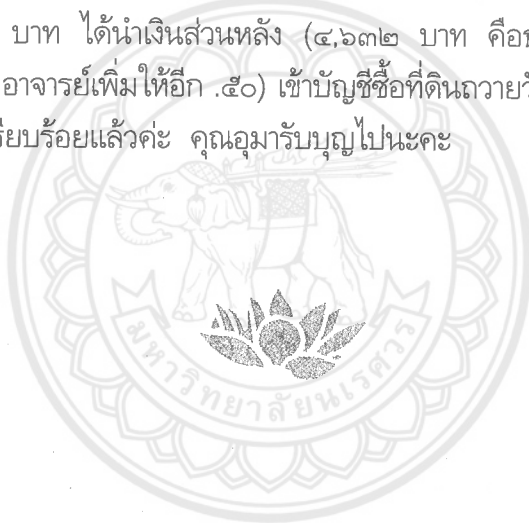 บาท ได้นำเงินส่วนหลัง (๔,๖๓๒ บาท คือ
อาจารย์เพิ่มให้อีก .๕๐) เข้าบัญชีซื้อที่ดินถวาย
เรียบร้อยแล้วค่ะ คุณอุมารับบุญไปนะคะ
มหาวิทยาลัยนเรศวร